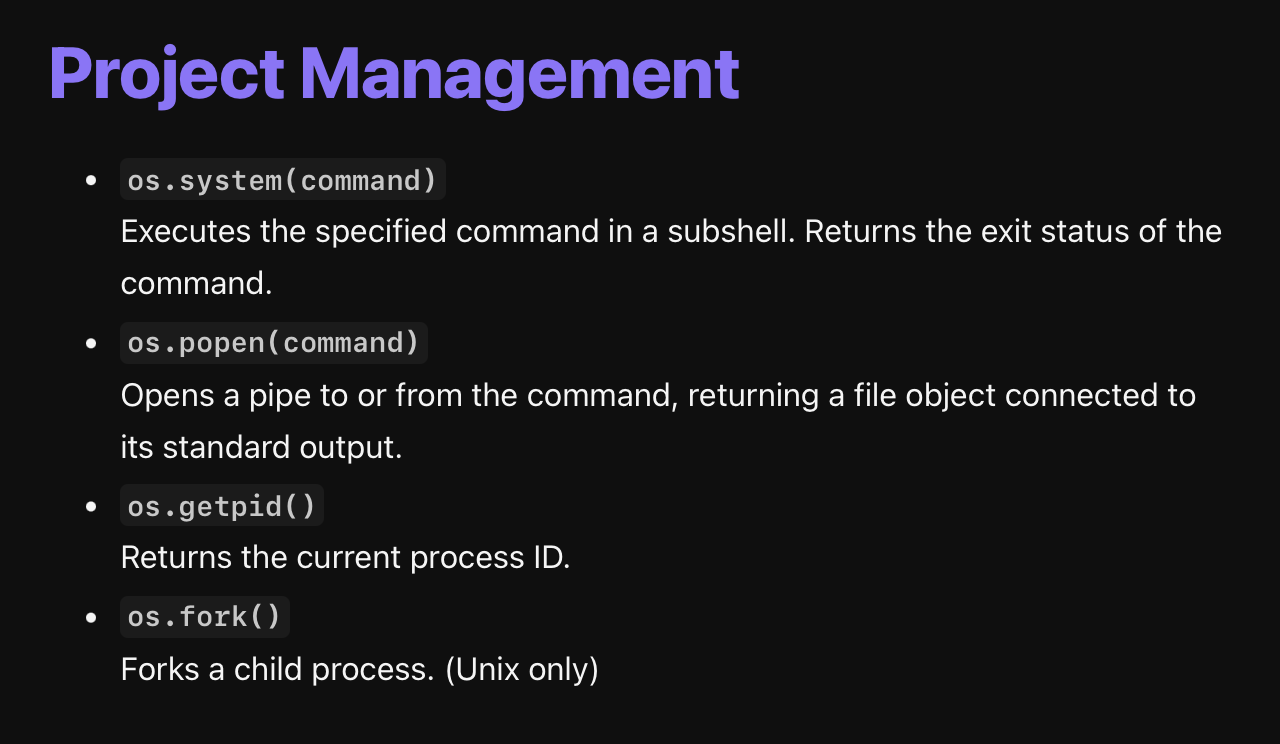 Project Management
os.system(command)
Executes the specified command in a subshell. Returns the exit status of the
command.
os.popen(command)
Opens a pipe to or from the command, returning a file object connected to
its standard output.
os.getpid()
Returns the current process ID.
os.fork()
Forks a child process. (Unix only)